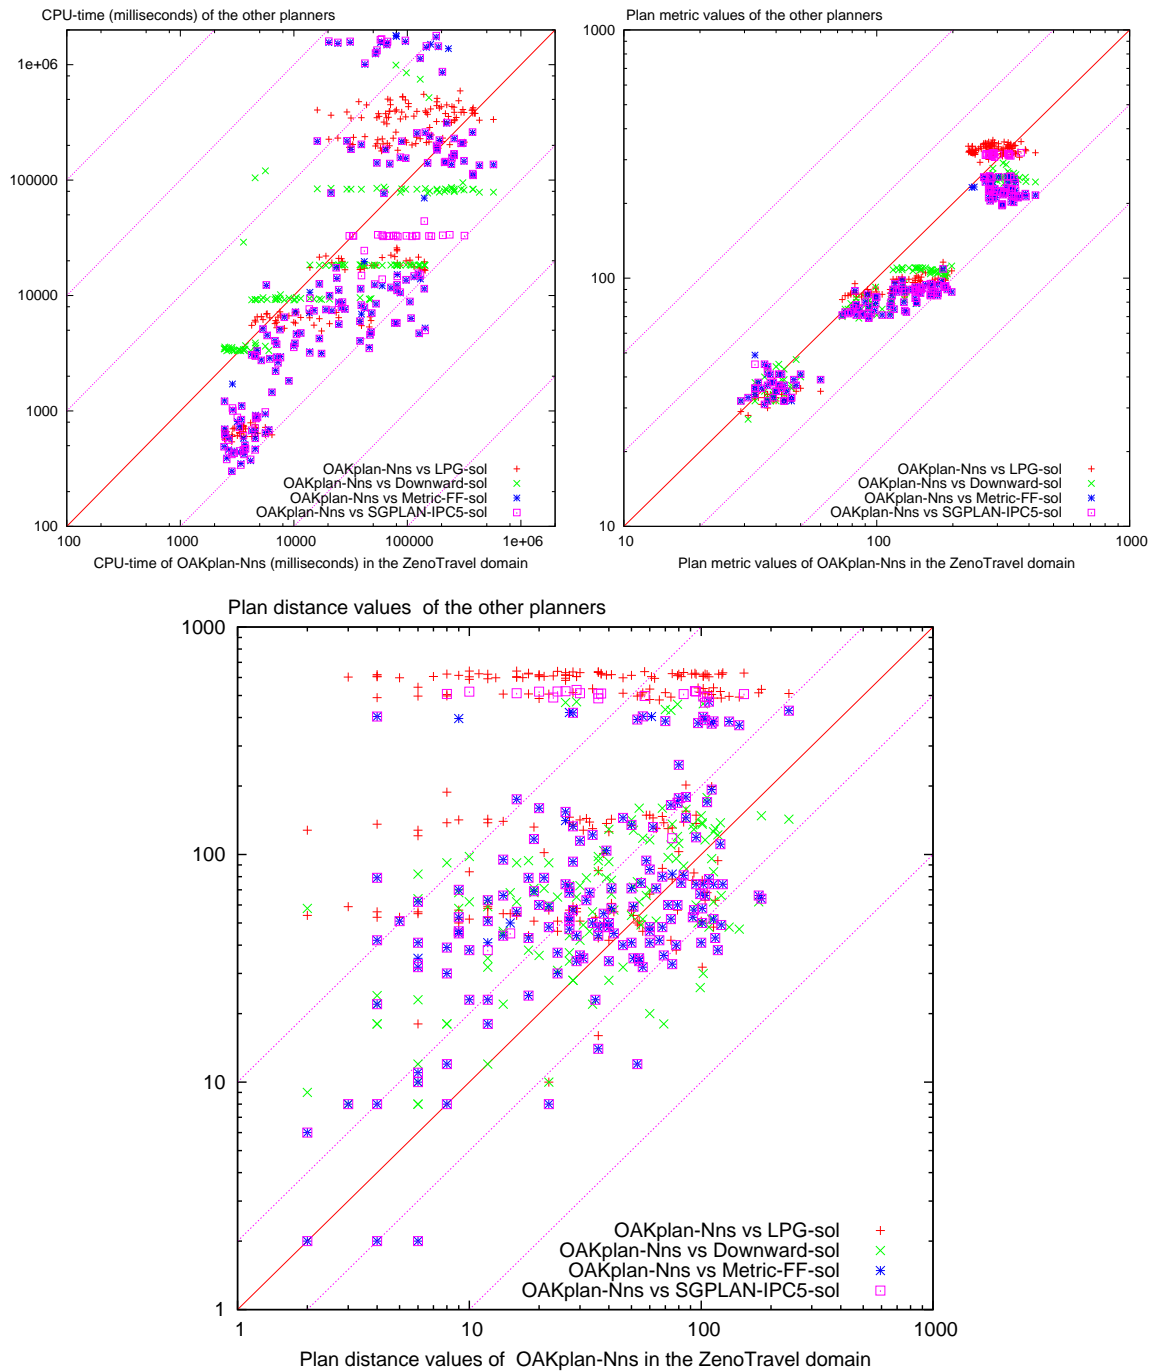 CPU-time (milliseconds) of the other planners
1e+06
100000
10000
1000
100
100
1000
10000
100000
1e+06
OAKplan-Nns vs LPG-sol
OAKplan-Nns vs Downward-sol
OAKplan-Nns vs Metric-FF-sol
OAKplan-Nns vs SGPLAN-IPC5-sol
CPU-time of OAKplan-Nns (milliseconds) in the ZenoTravel domain
Plan metric values of the other planners
1000
100
10
10
100
1000
OAKplan-Nns vs LPG-sol
OAKplan-Nns vs Downward-sol
OAKplan-Nns vs Metric-FF-sol
OAKplan-Nns vs SGPLAN-IPC5-sol
Plan metric values of OAKplan-Nns in the ZenoTravel domain
Plan distance values of the other planners
1000
100
10
1
1
10
100
1000
OAKplan-Nns vs LPG-sol
OAKplan-Nns vs Downward-sol
OAKplan-Nns vs Metric-FF-sol
OAKplan-Nns vs SGPLAN-IPC5-sol
Plan distance values of OAKplan-Nns in the ZenoTravel domain